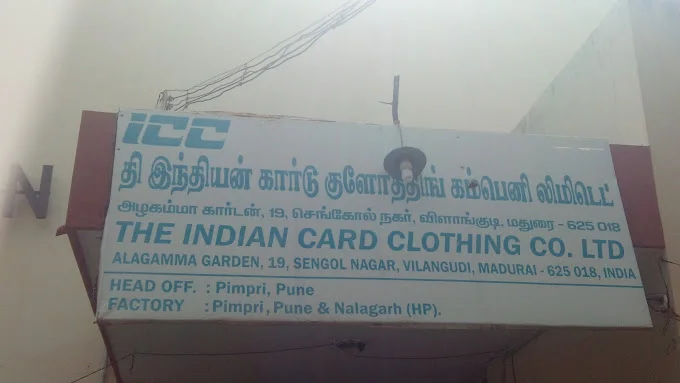 N
ICC
தி இந்தியன் கார்டு குளோத்திங் கம்பெனி லிமிடெட்
அழகம்மா கார்டன், 19, செங்கோல் நகர், விளாங்குடி, மதுரை - 625 018
THE INDIAN CARD CLOTHING CO. LTD
ALAGAMMA GARDEN, 19, SENGOL NAGAR, VILANGUDI, MADURAI - 625 018, INDIA
HEAD OFF. : Pimpri, Pune
FACTORY : Pimpri, Pune & Nalagarh (HP).